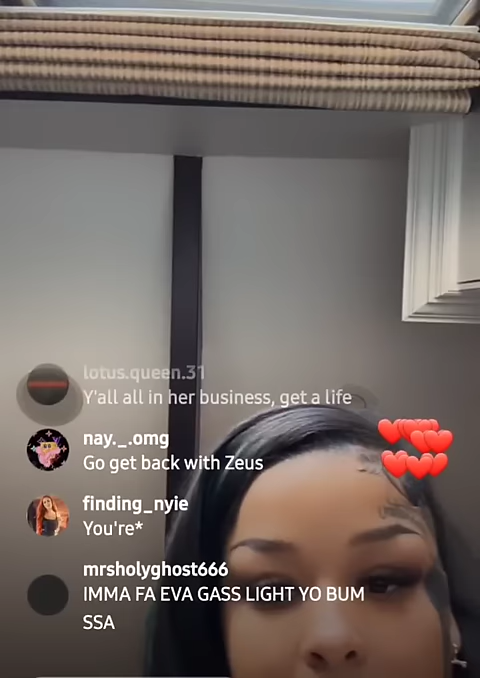 lotus.queen.31
Y'all all in her business, get a life
nay._.omg
Go get back with Zeus
finding_nyie
You're*
mrsholyghost666
IMMA FA EVA GASS LIGHT YO BUM
SSA